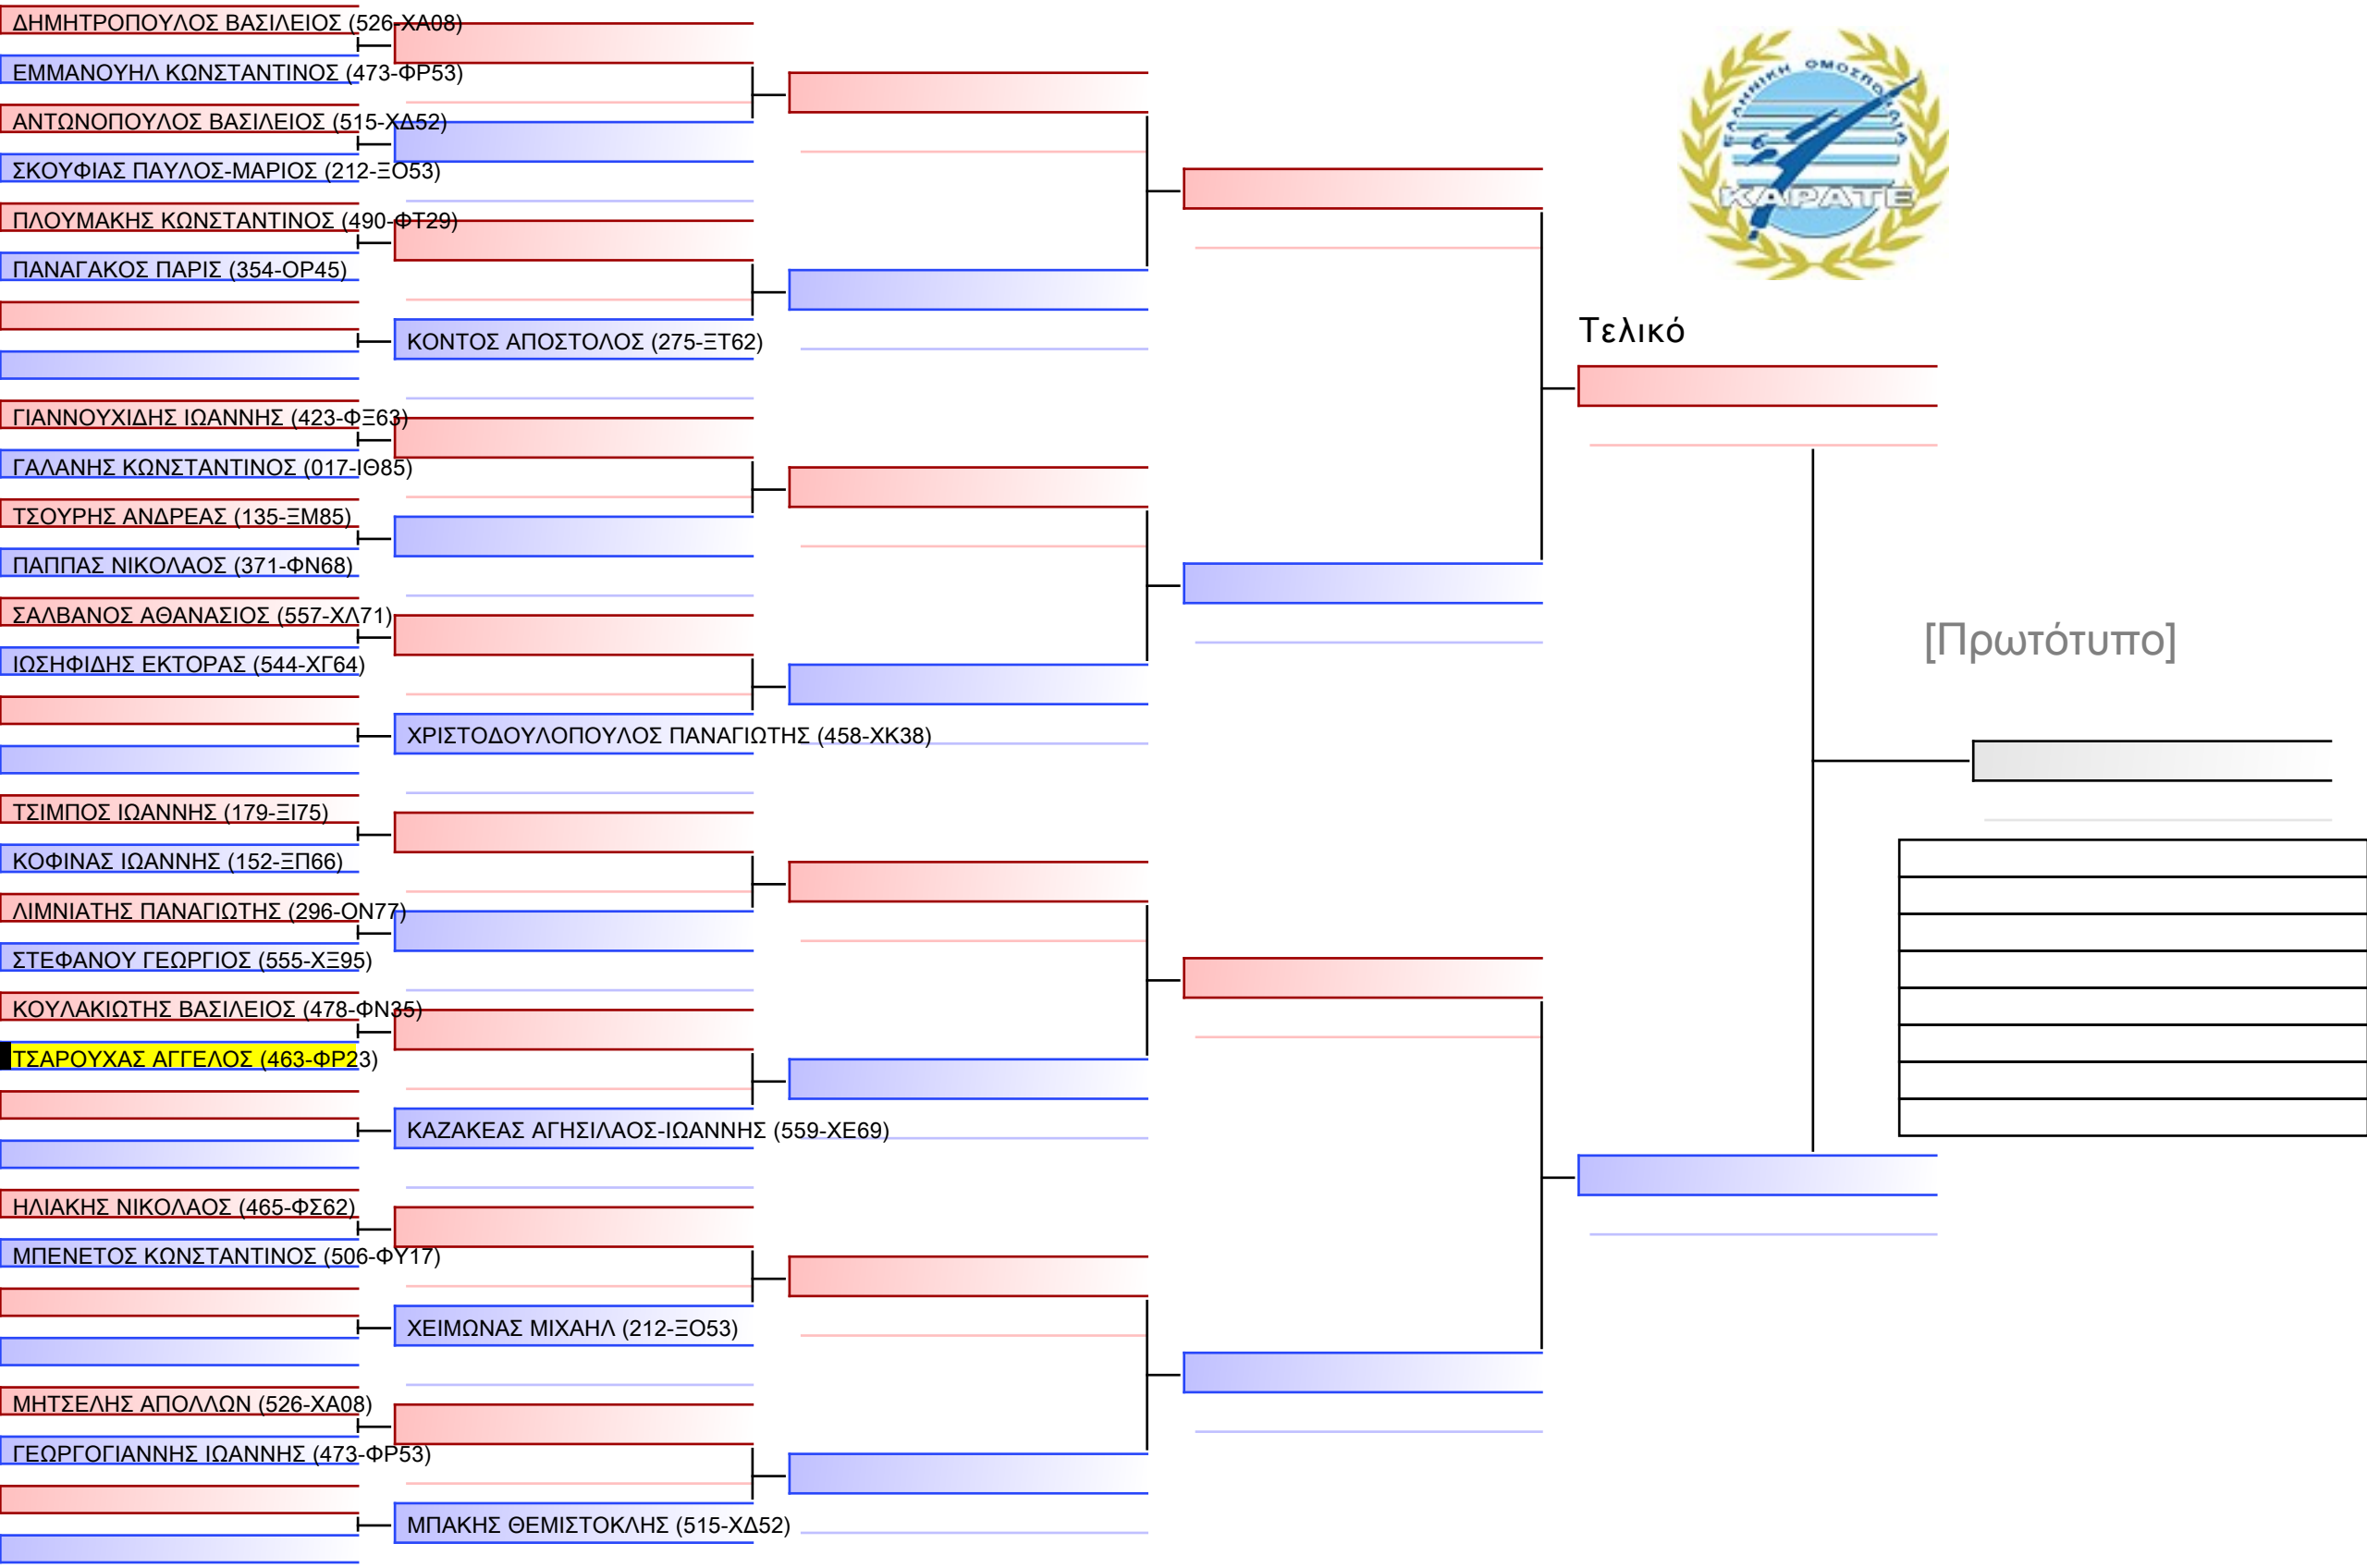 ΔΗΜΗΤΡΟΠΟΥΛΟΣ ΒΑΣΙΛΕΙΟΣ (526-ΧΑ08)
ΕΜΜΑΝΟΥΗΛ ΚΩΝΣΤΑΝΤΙΝΟΣ (473-ΦΡ53)
ΑΝΤΩΝΟΠΟΥΛΟΣ ΒΑΣΙΛΕΙΟΣ (515-ΧΔ52)
ΣΚΟΥΦΙΑΣ ΠΑΥΛΟΣ-ΜΑΡΙΟΣ (212-ΞΟ53)
ΠΛΟΥΜΑΚΗΣ ΚΩΝΣΤΑΝΤΙΝΟΣ (490-ΦΤ29)
ΠΑΝΑΓΑΚΟΣ ΠΑΡΙΣ (354-ΟΡ45)
ΓΙΑΝΝΟΥΧΙΔΗΣ ΙΩΑΝΝΗΣ (423-ΦΞ63)
ΓΑΛΑΝΗΣ ΚΩΝΣΤΑΝΤΙΝΟΣ (017-ΙΘ85)
ΤΣΟΥΡΗΣ ΑΝΔΡΕΑΣ (135-ΞΜ85)
ΠΑΠΠΑΣ ΝΙΚΟΛΑΟΣ (371-ΦΝ68)
ΣΑΛΒΑΝΟΣ ΑΘΑΝΑΣΙΟΣ (557-ΧΛ71)
ΙΩΣΗΦΙΔΗΣ ΕΚΤΟΡΑΣ (544-ΧΓ64)
ΤΣΙΜΠΟΣ ΙΩΑΝΝΗΣ (179-ΞΙ75)
ΚΟΦΙΝΑΣ ΙΩΑΝΝΗΣ (152-ΞΠ66)
ΛΙΜΝΙΑΤΗΣ ΠΑΝΑΓΙΩΤΗΣ (296-ΟΝ77)
ΣΤΕΦΑΝΟΥ ΓΕΩΡΓΙΟΣ (555-ΧΞ95)
ΚΟΥΛΑΚΙΩΤΗΣ ΒΑΣΙΛΕΙΟΣ (478-ΦΝ35)
ΤΣΑΡΟΥΧΑΣ ΑΓΓΕΛΟΣ (463-ΦΡ23)
ΗΛΙΑΚΗΣ ΝΙΚΟΛΑΟΣ (465-ΦΣ62)
ΜΠΕΝΕΤΟΣ ΚΩΝΣΤΑΝΤΙΝΟΣ (506-ΦΥ17)
ΜΗΤΣΕΛΗΣ ΑΠΟΛΛΩΝ (526-ΧΑ08)
ΓΕΩΡΓΟΓΙΑΝΝΗΣ ΙΩΑΝΝΗΣ (473-ΦΡ53)
ΚΟΝΤΟΣ ΑΠΟΣΤΟΛΟΣ (275-ΞΤ62)
ΧΡΙΣΤΟΔΟΥΛΟΠΟΥΛΟΣ ΠΑΝΑΓΙΩΤΗΣ (458-ΧΚ38)
ΚΑΖΑΚΕΑΣ ΑΓΗΣΙΛΑΟΣ-ΙΩΑΝΝΗΣ (559-ΧΕ69)
ΧΕΙΜΩΝΑΣ ΜΙΧΑΗΛ (212-ΞΟ53)
ΜΠΑΚΗΣ ΘΕΜΙΣΤΟΚΛΗΣ (515-ΧΔ52)
ΕΛΛΗΝΙΚΗ ΟΜΟΣΠΟΝΔΙΑ
ΚΑΡΑΤΕ
Τελικό
[Πρωτότυπο]